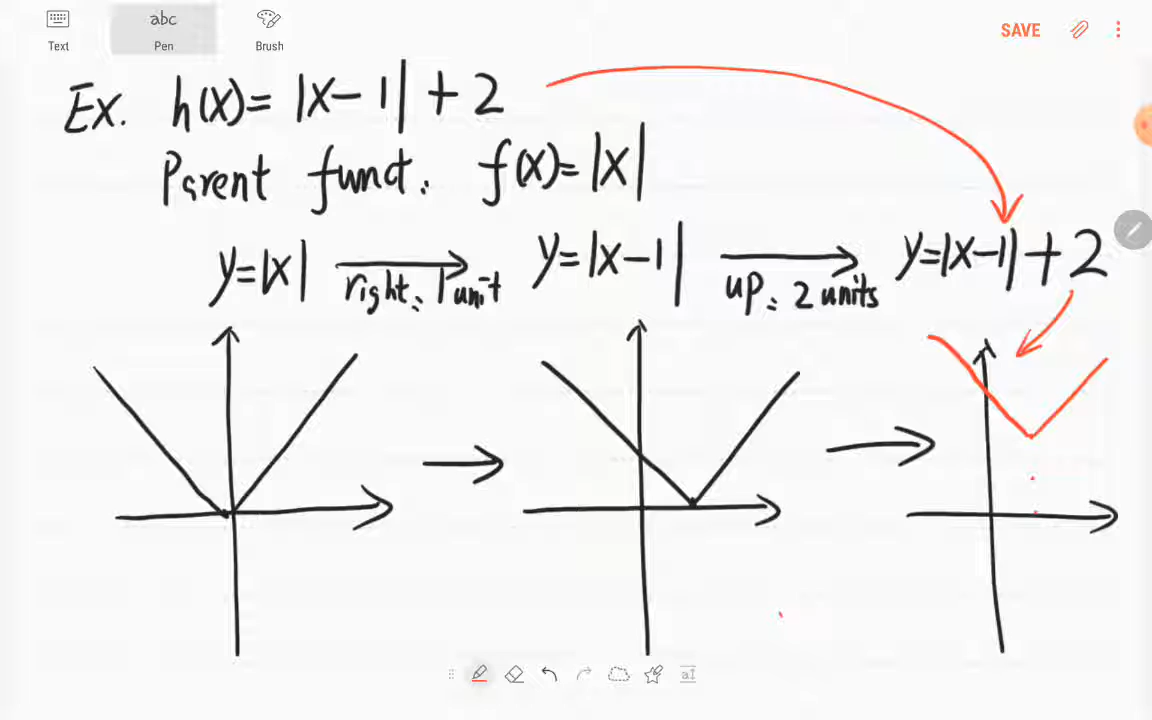 Text
abc
Pen
Brush
SAVE
Ex. h(x)= |x-1| + 2
Parent funct. f(x)=|x|
y=|x| right: 1 unit y=|x-1| up: 2 units y=|x-1|+2